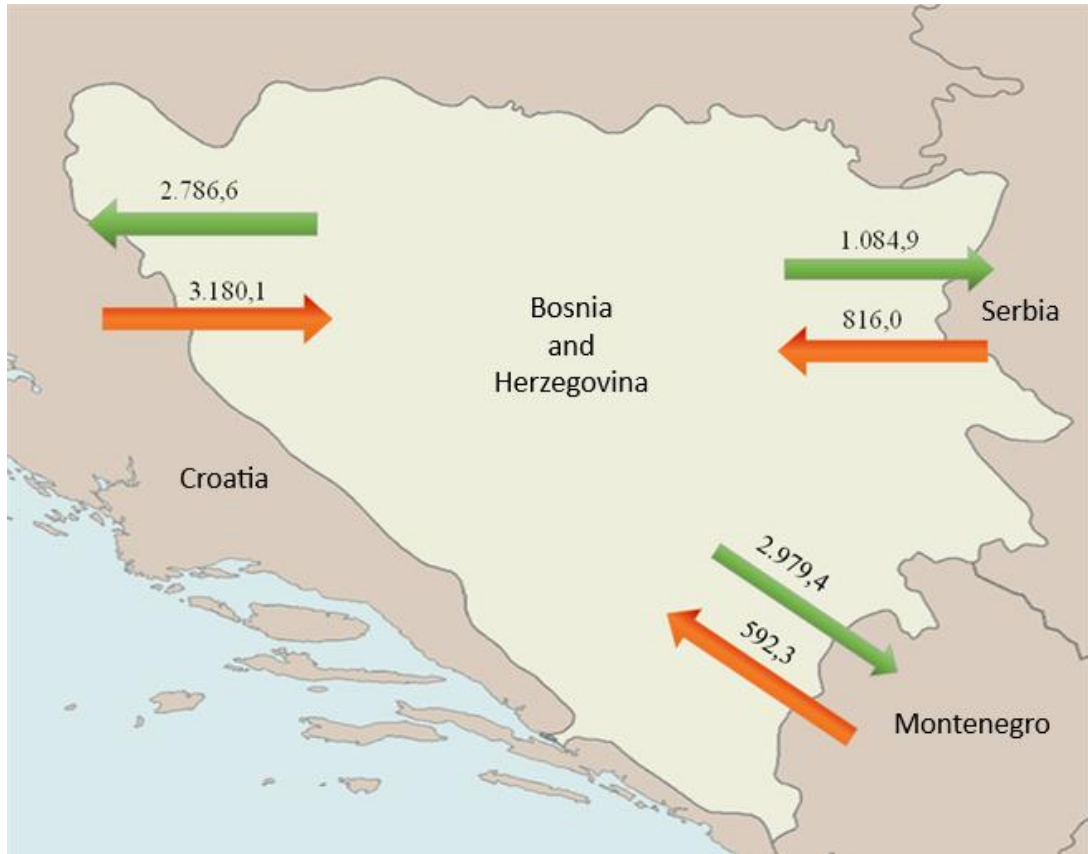 2.786,6
1.084,9
3.180,1
816,0
Serbia
Bosnia
and
Herzegovina
Croatia
2.979,4
592,3
Montenegro